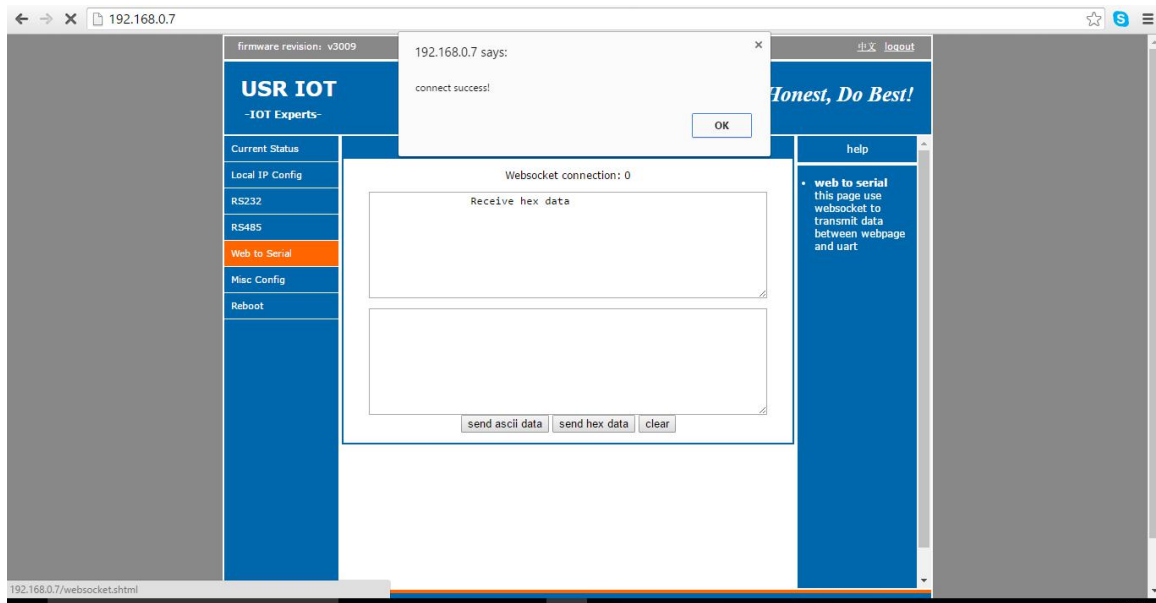 192.168.0.7
firmware revision: v3009
中文 logout
192.168.0.7 says:
connect success!
OK
USR IOT
-IOT Experts-
Honest, Do Best!
Current Status
Local IP Config
RS232
RS485
Web to Serial
Misc Config
Reboot
Websocket connection: 0
Receive hex data
send ascii data
send hex data
clear
help
web to serial
this page use
websocket to
transmit data
between webpage
and uart
192.168.0.7/websocket.shtml